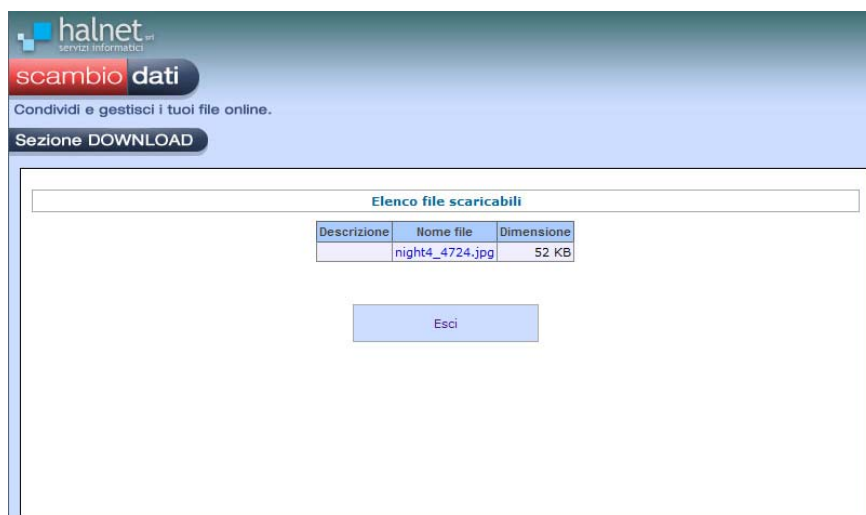 halnet srl
servizi informatici
scambio dati
Condividi e gestisci i tuoi file online.
Sezione DOWNLOAD
Elenco file scaricabili
Descrizione Nome file Dimensione
night4_4724.jpg 52 KB
Esci